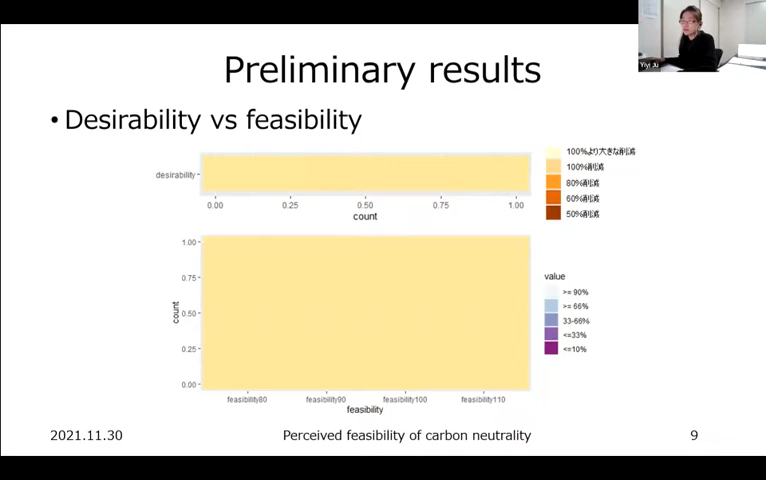 Yiyi Ju
Preliminary results
• Desirability vs feasibility
desirability
0.00 0.25 0.50 0.75 1.00
count
100%より大きな削減
100%削減
80%削減
60%削減
50%削減
1.00
0.75
0.50
0.25
0.00
count
feasibility80 feasibility90 feasibility100 feasibility110
feasibility
value
>= 90%
>= 66%
33-66%
<=33%
<=10%
2021.11.30 Perceived feasibility of carbon neutrality 9